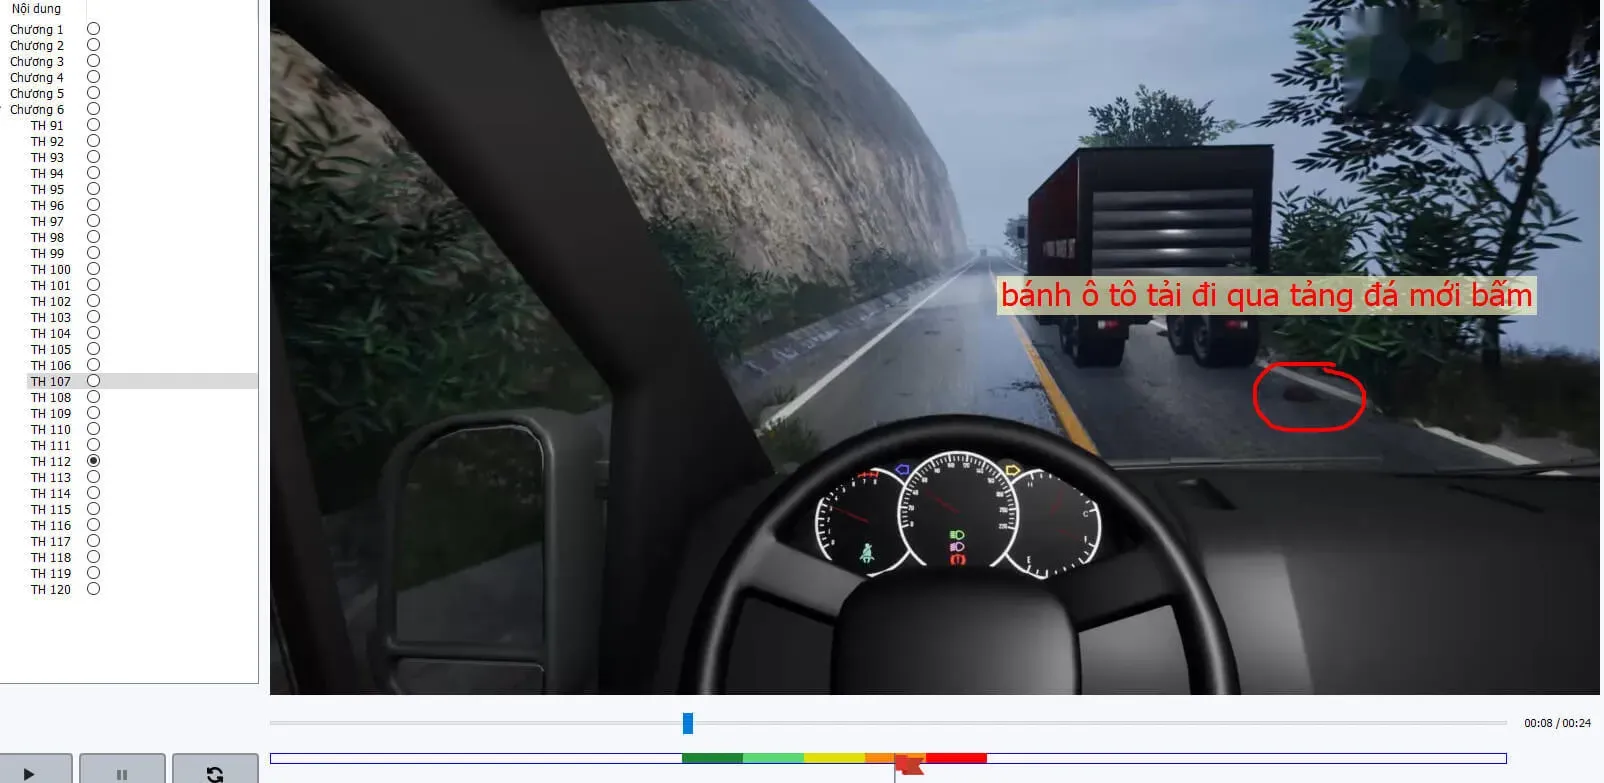 Nội dung
Chương 1
Chương 2
Chương 3
Chương 4
Chương 5
Chương 6
TH 91
TH 92
TH 93
TH 94
TH 95
TH 96
TH 97
TH 98
TH 99
TH 100
TH 101
TH 102
TH 103
TH 104
TH 105
TH 106
TH 107
TH 108
TH 109
TH 110
TH 111
TH 112
TH 113
TH 114
TH 115
TH 116
TH 117
TH 118
TH 119
TH 120
bánh ô tô tải đi qua tảng đá mới bấm
00:08 / 00:24